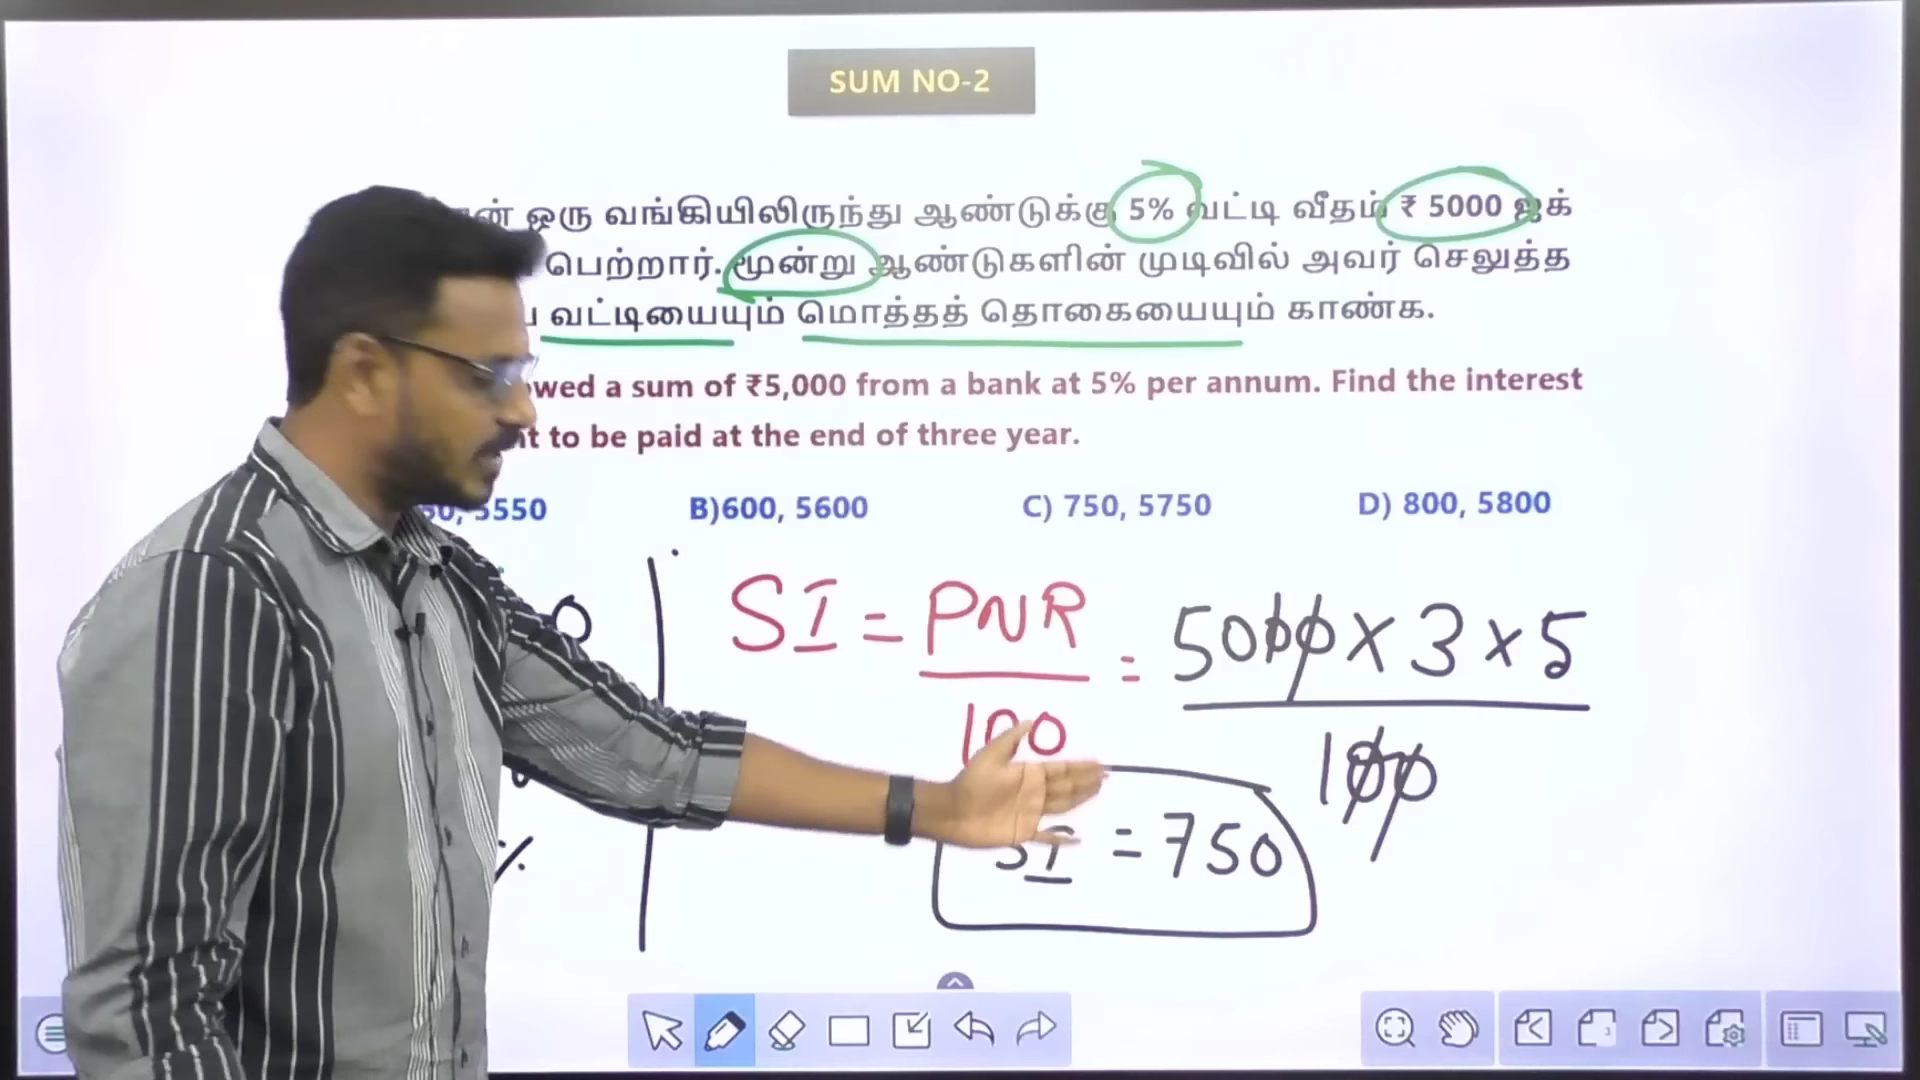 SUM NO-2
ஒரு வங்கியிலிருந்து ஆண்டுக்கு 5% வட்டி வீதம் ₹ 5000 ஐக்
பெற்றார். மூன்று ஆண்டுகளின் முடிவில் அவர் செலுத்த
வட்டியையும் மொத்தத் தொகையையும் காண்க.
a sum of ₹5,000 from a bank at 5% per annum. Find the interest
to be paid at the end of three year.
5550 B)600, 5600 C) 750, 5750 D) 800, 5800
SI = PNR / 100 = 5000 x 3 x 5 / 100
SI = 750
%